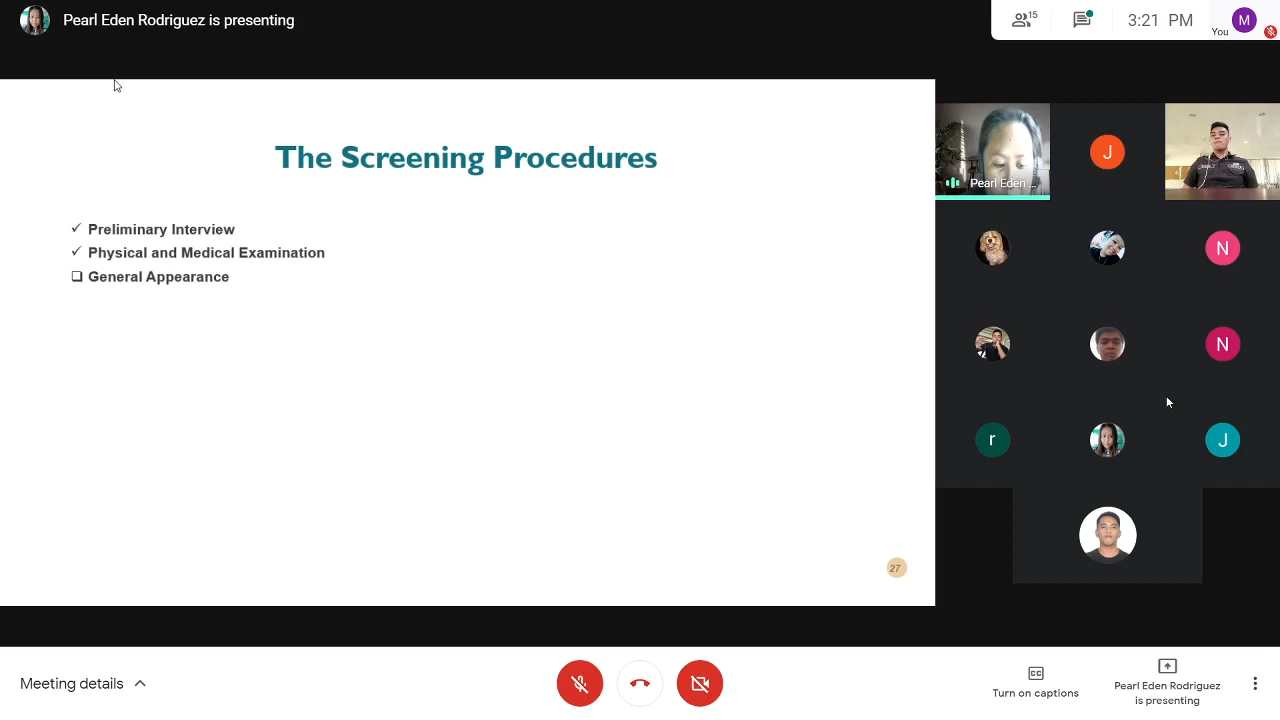 Pearl Eden Rodriguez is presenting
15
3:21 PM
You
M
The Screening Procedures
Preliminary Interview
Physical and Medical Examination
General Appearance
27
Pearl Eden ...
J
N
N
r
J
Meeting details
CC
Turn on captions
Pearl Eden Rodriguez
is presenting